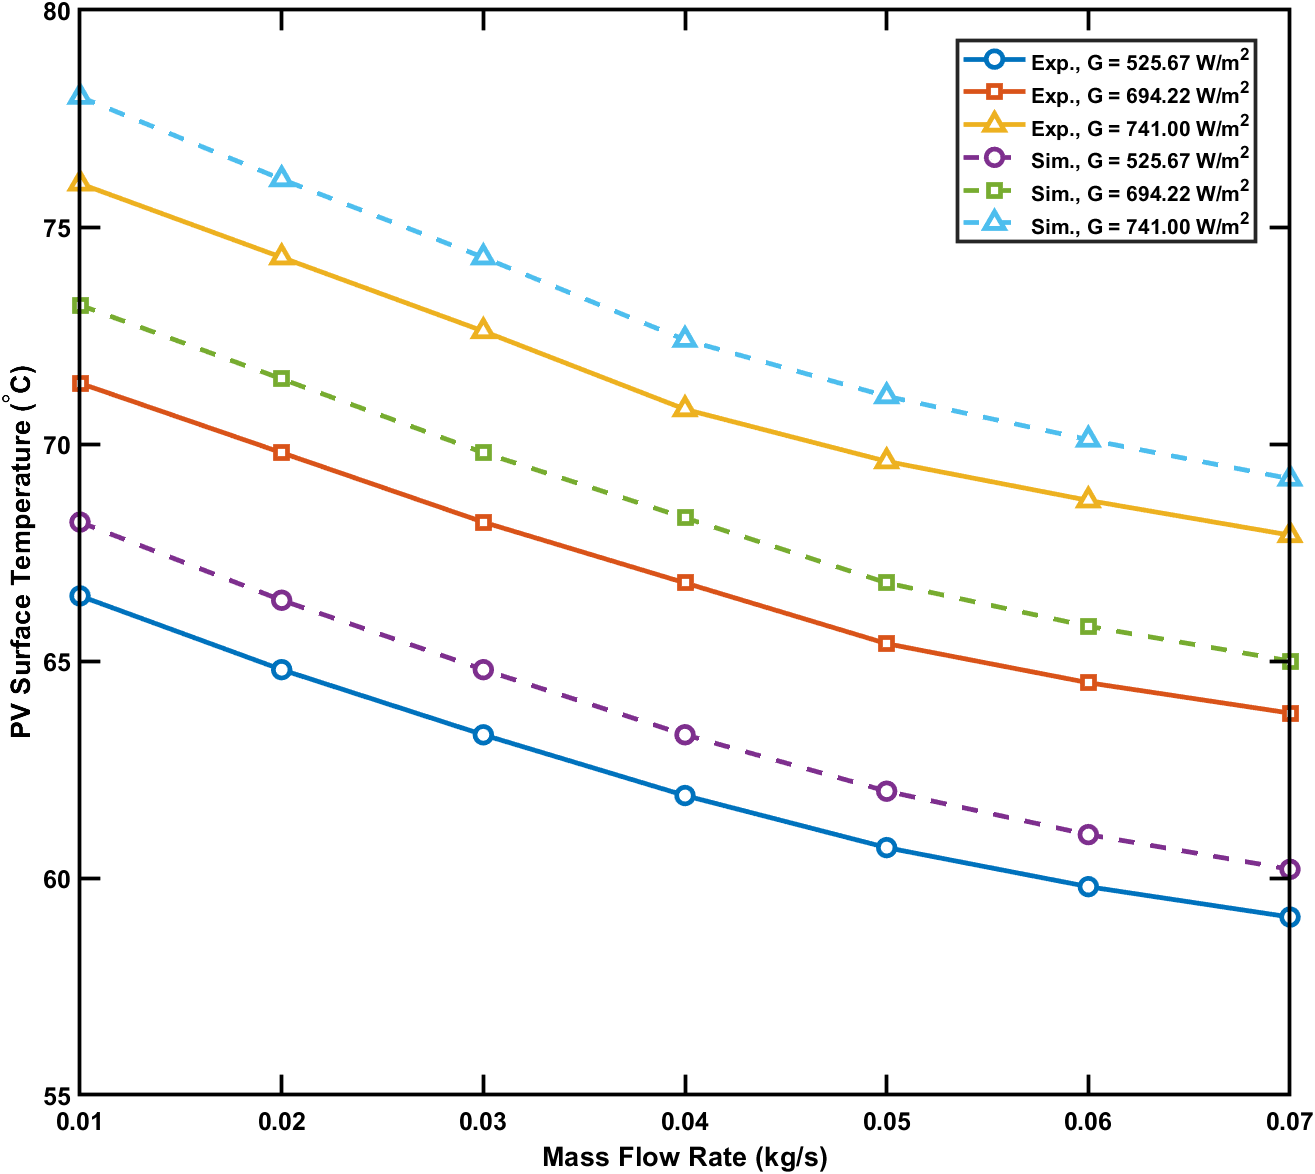 80
75
70
65
60
55
PV Surface Temperature (°C)
Exp., G = 525.67 W/m²
Exp., G = 694.22 W/m²
Exp., G = 741.00 W/m²
Sim., G = 525.67 W/m²
Sim., G = 694.22 W/m²
Sim., G = 741.00 W/m²
0.01 0.02 0.03 0.04 0.05 0.06 0.07
Mass Flow Rate (kg/s)